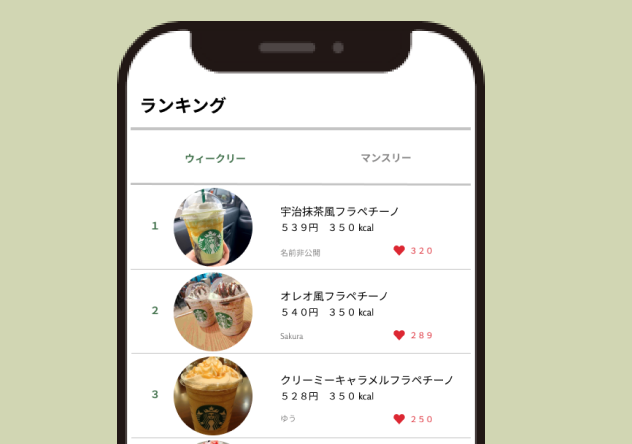 ランキング
ウィークリー　マンスリー
1
宇治抹茶風フラペチーノ
５３９円　３５０kcal
名前非公開　３２０
2
オレオ風フラペチーノ
５４０円　３５０kcal
Sakura　２８９
3
クリーミーキャラメルフラペチーノ
５２８円　３５０kcal
ゆう　２５０